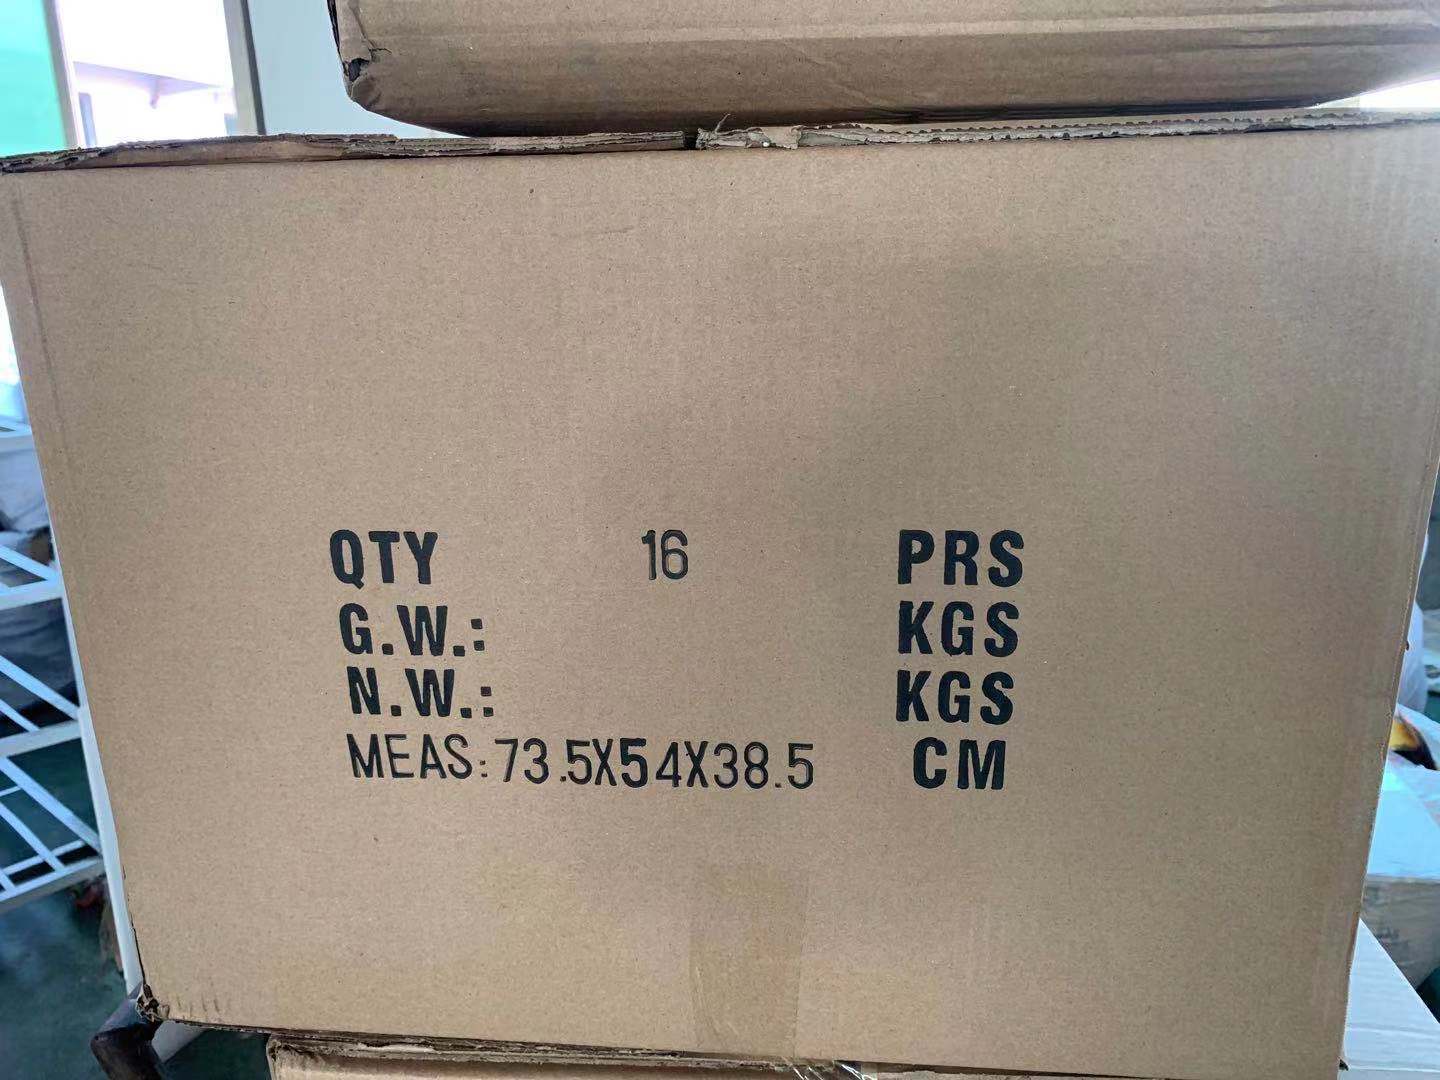 QTY 16 PRS
G.W.: KGS
N.W.: KGS
MEAS:73.5X54X38.5 CM